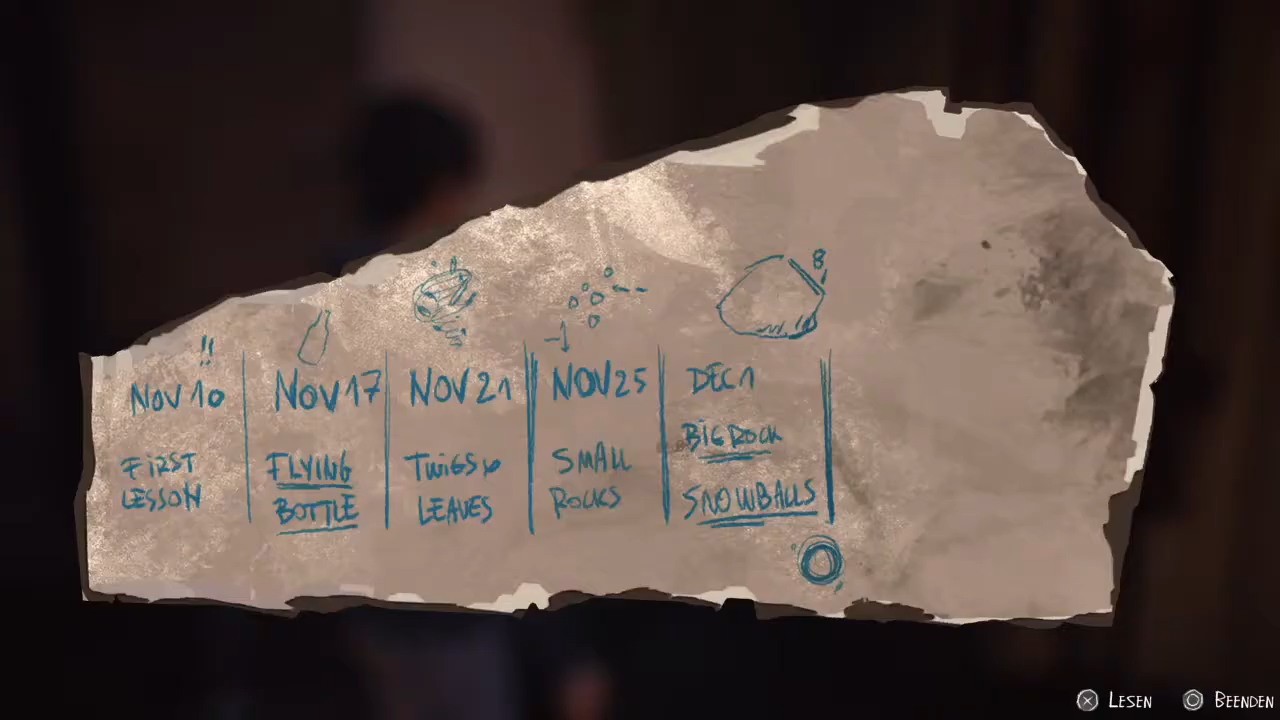 !!
8
NOV 10
NOV 17
NOV 21
NOV 25
DEC 1
FIRST
LESSON
FLYING
BOTTLE
TWIGS &
LEAVES
SMALL
ROCKS
BIG ROCK
SNOWBALLS
LESEN
BEENDEN